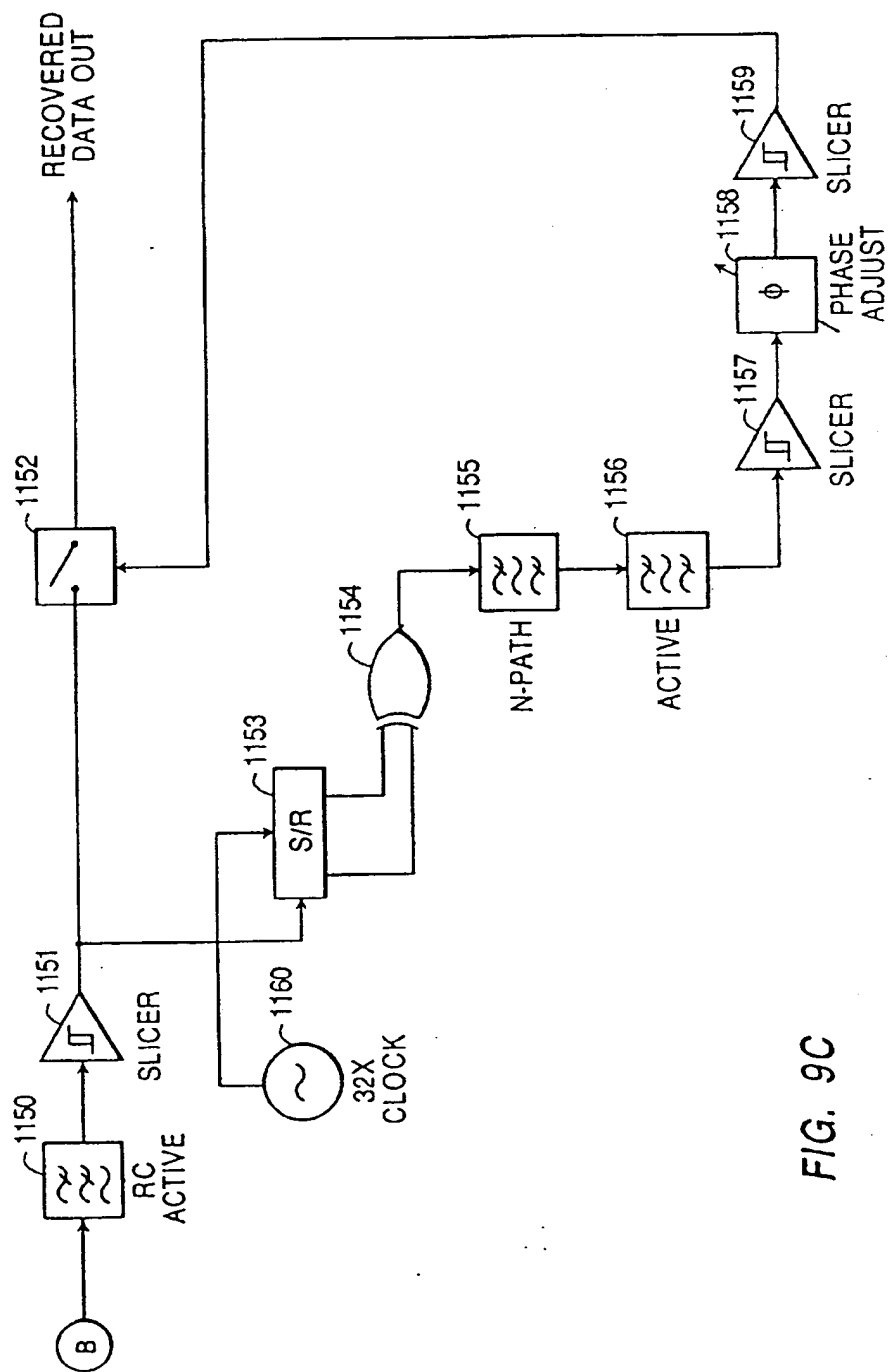 B
1150
RC
ACTIVE
1151
SLICER
1152
RECOVERED
DATA OUT
1160
32X
CLOCK
1153
S/R
1154
1155
N-PATH
1156
ACTIVE
1157
SLICER
1158
ϕ
PHASE
ADJUST
1159
SLICER
FIG. 9C